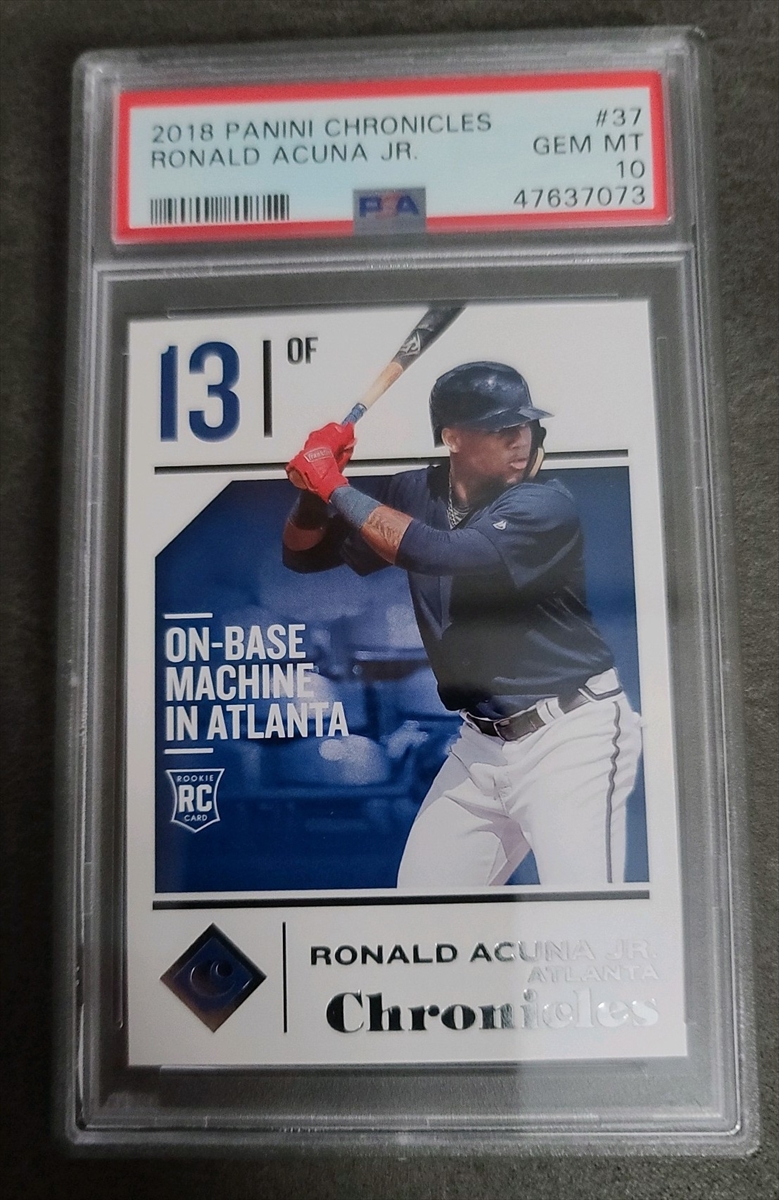 2018 PANINI CHRONICLES #37
RONALD ACUNA JR. GEM MT
10
PSA 47637073
13 OF
ON-BASE
MACHINE
IN ATLANTA
ROOKIE
RC
CARD
RONALD ACUNA JR.
ATLANTA
Chronicles